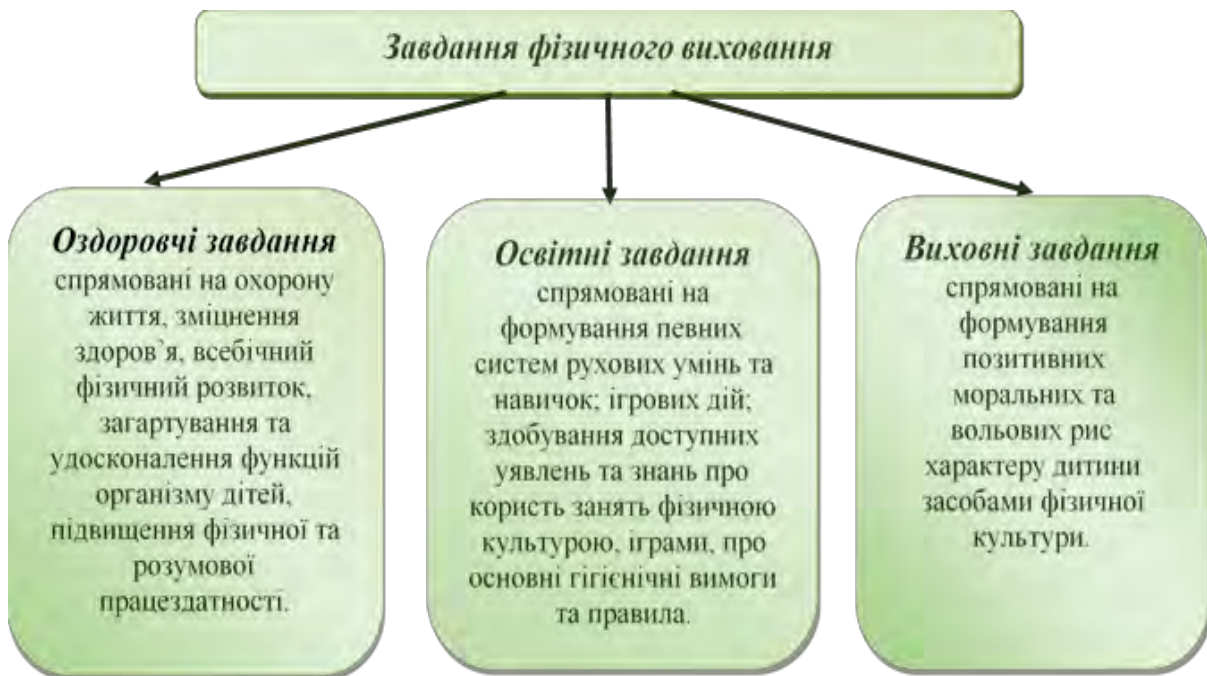 Завдання фізичного виховання
Оздоровчі завдання
спрямовані на охорону
життя, зміцнення
здоров`я, всебічний
фізичний розвиток,
загартування та
удосконалення функцій
організму дітей,
підвищення фізичної та
розумової
працездатності.
Освітні завдання
спрямовані на
формування певних
систем рухових умінь та
навичок; ігрових дій;
здобування доступних
уявлень та знань про
користь занять фізичною
культурою, іграми, про
основні гігієнічні вимоги
та правила.
Виховні завдання
спрямовані на
формування
позитивних
моральних та
вольових рис
характеру дитини
засобами фізичної
культури.